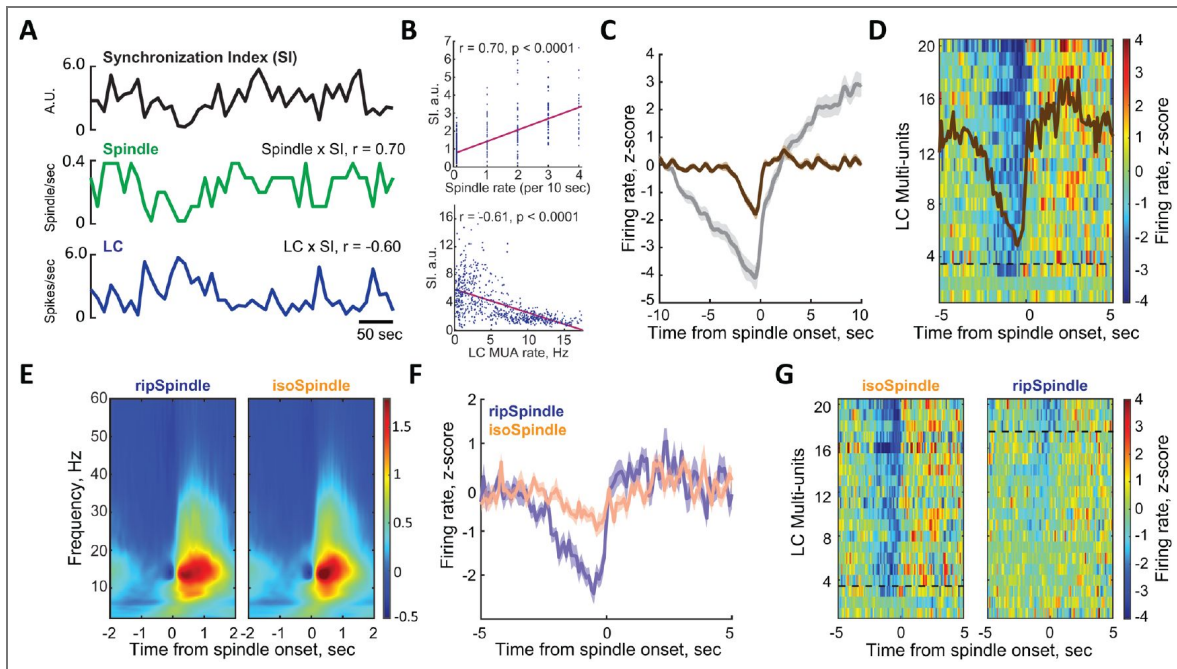 A
Synchronization Index (SI)
6.0
A.U.
0
Spindle
Spindle x SI, r = 0.70
0.4
Spindle/sec
0
LC
LC x SI, r = -0.60
6.0
Spikes/sec
0
50 sec
B
r = 0.70, p < 0.0001
7
6
5
4
3
2
1
0
SI. a.u.
0 1 2 3 4
Spindle rate (per 10 sec)
r = -0.61, p < 0.0001
16
14
12
10
8
6
4
2
0
SI. a.u.
0 5 10 15
LC MUA rate, Hz
C
4
3
2
1
0
-1
-2
-3
-4
-5
Firing rate, z-score
-10 -5 0 5 10
Time from spindle onset, sec
D
20
16
12
8
4
LC Multi-units
-5 0 5
Time from spindle onset, sec
4
3
2
1
0
-1
-2
-3
-4
Firing rate, z-score
E
ripSpindle isoSpindle
60
50
40
30
20
10
Frequency, Hz
-2 -1 0 1 2 -2 -1 0 1 2
Time from spindle onset, sec
1.5
1
0.5
0
-0.5
F
2
1
0
-1
-2
Firing rate, z-score
ripSpindle
isoSpindle
-5 0 5
Time from spindle onset, sec
G
isoSpindle ripSpindle
20
16
12
8
4
LC Multi-units
-5 0 5 -5 0 5
Time from spindle onset, sec
4
3
2
1
0
-1
-2
-3
-4
Firing rate, z-score